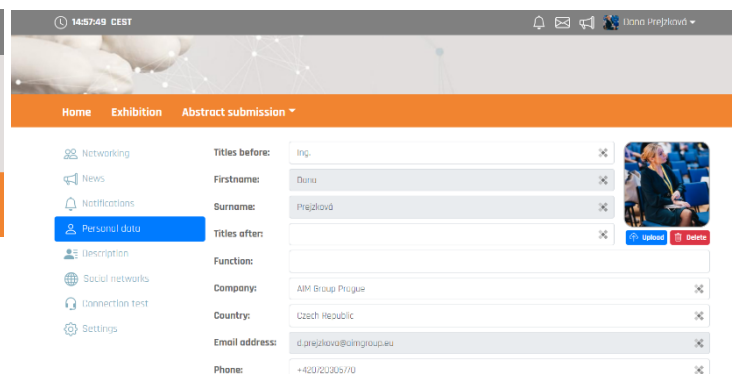 14:57:49 CEST
Dana Prejzková
Home Exhibition Abstract submission
Networking
News
Notifications
Personal data
Description
Social networks
Connection test
Settings
Titles before: Ing.
Firstname: Dana
Surname: Prejzková
Titles after:
Upload Delete
Function:
Company: AIM Group Prague
Country: Czech Republic
Email address: d.prejzkova@aimgroup.eu
Phone: +420720305770